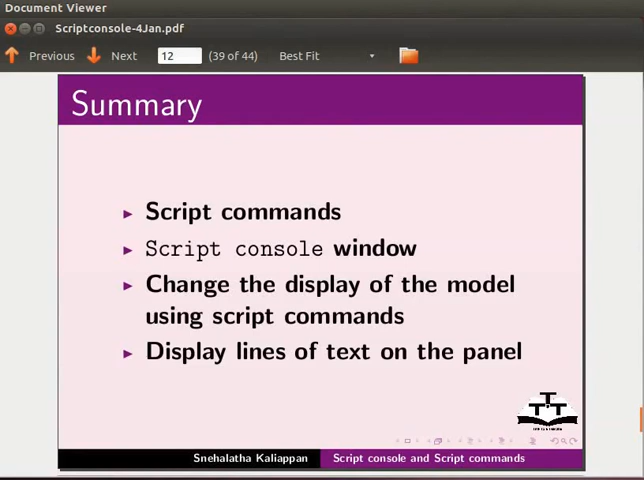 Document Viewer
Scriptconsole-4Jan.pdf
Previous Next 12 (39 of 44) Best Fit
Summary
Script commands
Script console window
Change the display of the model
using script commands
Display lines of text on the panel
Snehalatha Kaliappan Script console and Script commands